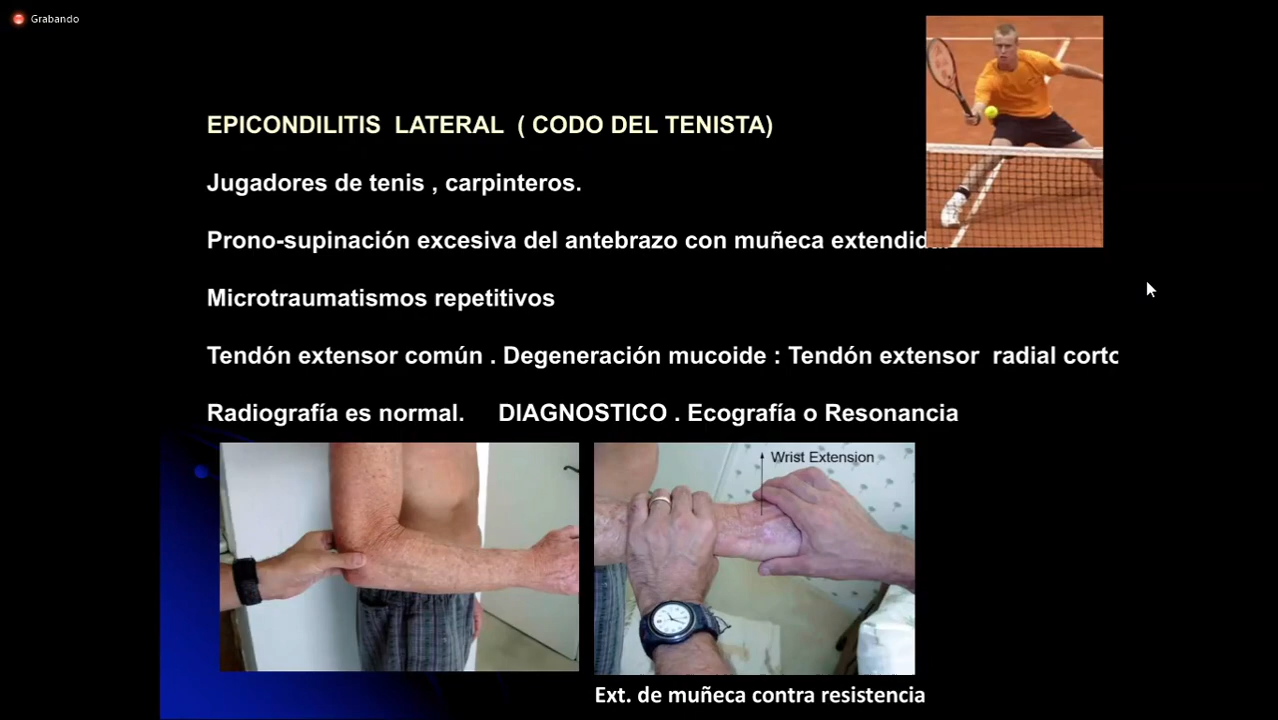 Grabando
EPICONDILITIS LATERAL ( CODO DEL TENISTA)
Jugadores de tenis , carpinteros.
Prono-supinación excesiva del antebrazo con muñeca extendid
Microtraumatismos repetitivos
Tendón extensor común . Degeneración mucoide : Tendón extensor radial corto
Radiografía es normal. DIAGNOSTICO . Ecografía o Resonancia
Wrist Extension
Ext. de muñeca contra resistencia